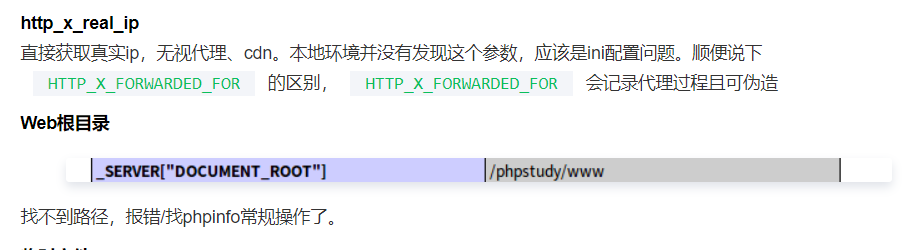 http_x_real_ip
直接获取真实ip，无视代理、cdn。本地环境并没有发现这个参数，应该是ini配置问题。顺便说下
HTTP_X_FORWARDED_FOR 的区别， HTTP_X_FORWARDED_FOR 会记录代理过程且可伪造
Web根目录
_SERVER["DOCUMENT_ROOT"] /phpstudy/www
找不到路径，报错/找phpinfo常规操作了。